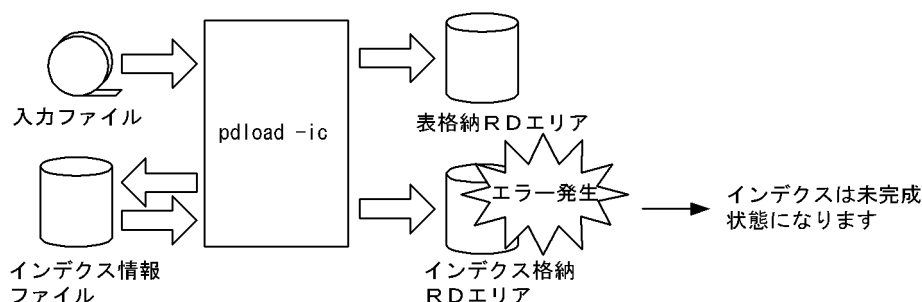 入力ファイル
pdload -ic
表格納ＲＤエリア
エラー発生
インデクスは未完成
状態になります
インデクス情報
ファイル
インデクス格納
ＲＤエリア